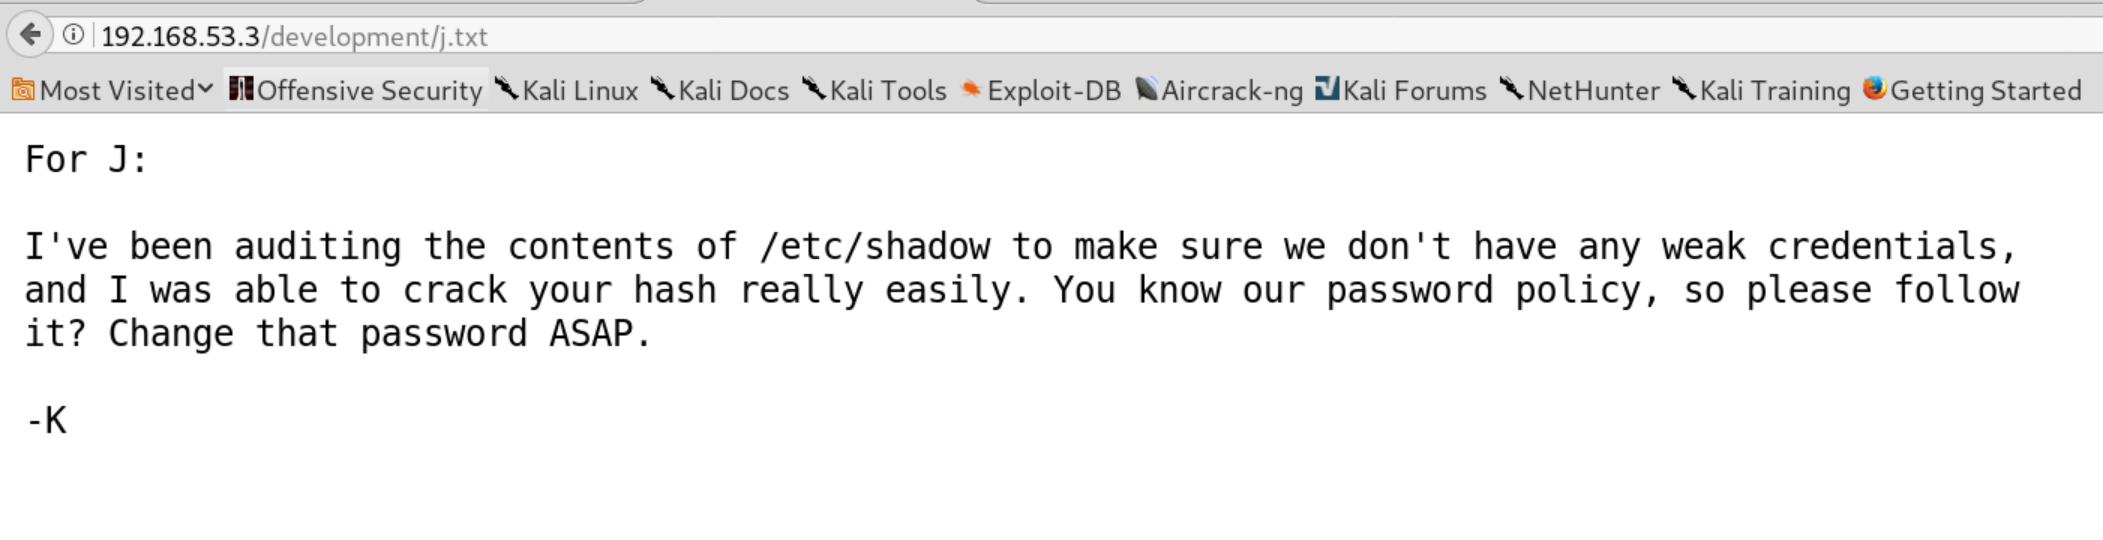 192.168.53.3/development/j.txt
Most Visited Offensive Security Kali Linux Kali Docs Kali Tools Exploit-DB Aircrack-ng Kali Forums NetHunter Kali Training Getting Started
For J:
I've been auditing the contents of /etc/shadow to make sure we don't have any weak credentials,
and I was able to crack your hash really easily. You know our password policy, so please follow
it? Change that password ASAP.
-K